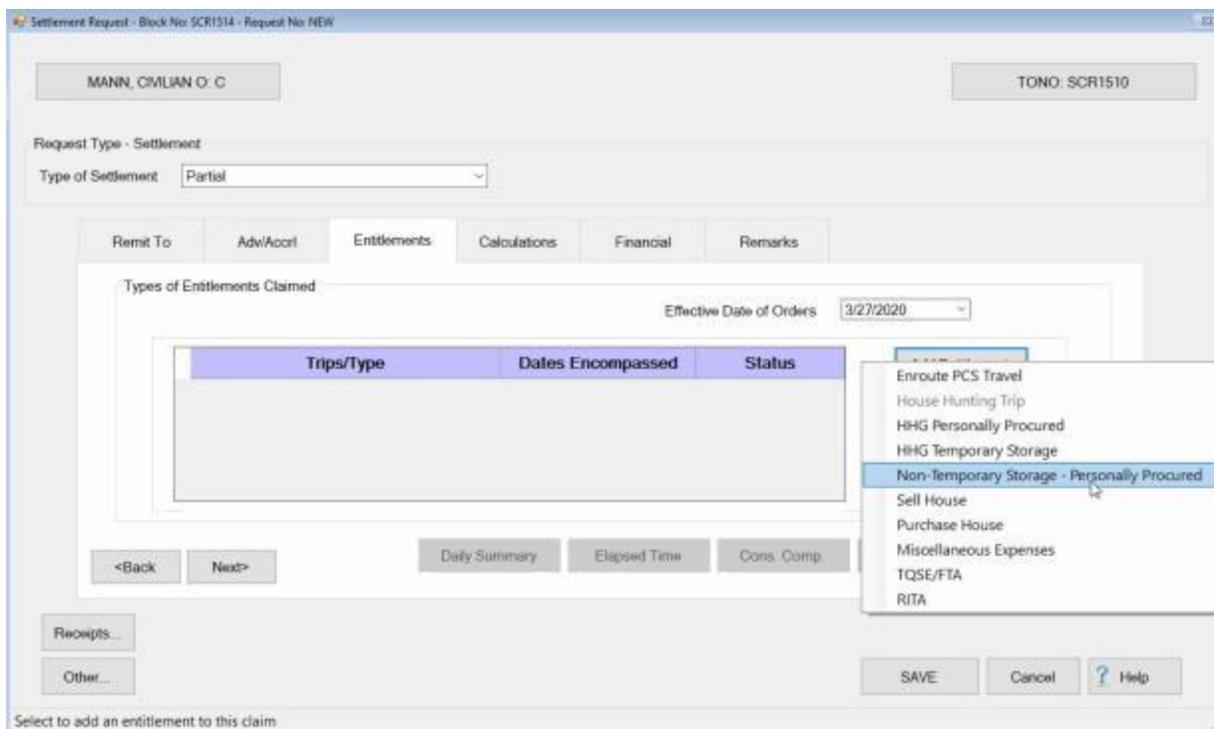 Settlement Request - Block No: SCR1514 - Request No: NEW
MANN, CIVILIAN O: C
TONO: SCR1510
Request Type - Settlement
Type of Settlement Partial
Remit To Adv/Accrl Entitlements Calculations Financial Remarks
Types of Entitlements Claimed
Effective Date of Orders 3/27/2020
Trips/Type Dates Encompassed Status
Enroute PCS Travel
House Hunting Trip
HHG Personally Procured
HHG Temporary Storage
Non-Temporary Storage - Personally Procured
Sell House
Purchase House
Miscellaneous Expenses
TQSE/FTA
RITA
<Back Next> Daily Summary Elapsed Time Cons. Comp.
Receipts...
Other...
SAVE Cancel ? Help
Select to add an entitlement to this claim